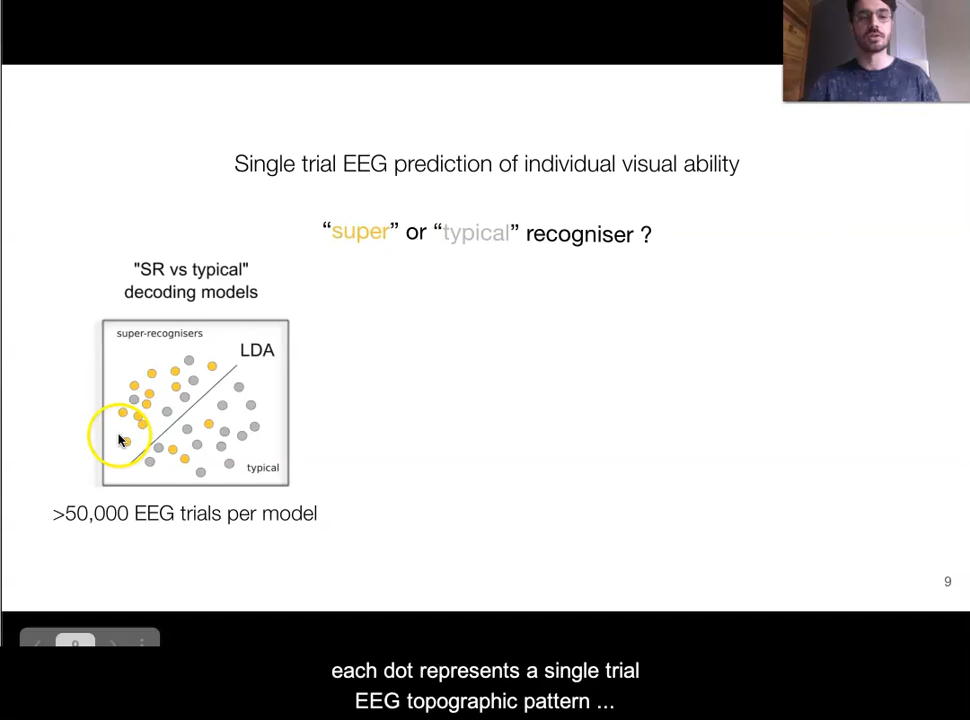 Single trial EEG prediction of individual visual ability
“super” or “typical” recogniser ?
"SR vs typical"
decoding models
super-recognisers
LDA
typical
>50,000 EEG trials per model
9
9
each dot represents a single trial
EEG topographic pattern ...